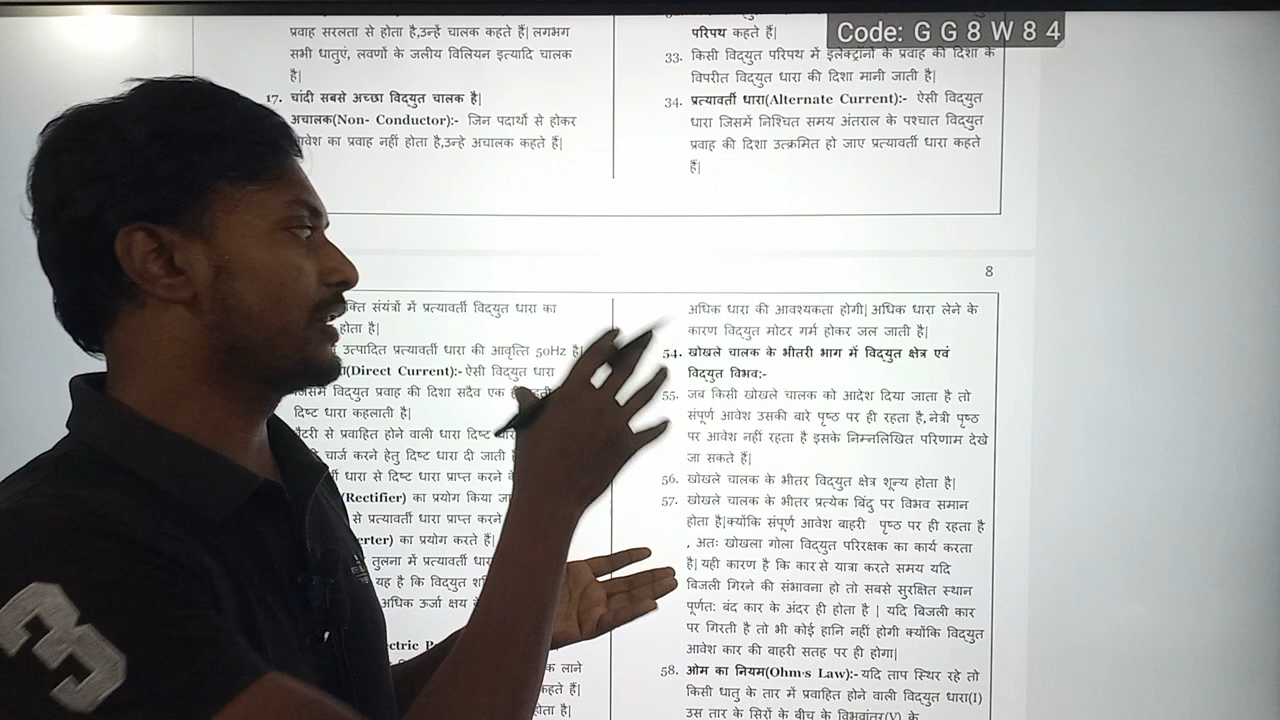 Code: G G 8 W 8 4
प्रवाह सरलता से होता है,उन्हें चालक कहते हैं| लगभग
सभी धातुएं, लवणों के जलीय विलियन इत्यादि चालक
है|
17. चांदी सबसे अच्छा विद्युत चालक है|
अचालक(Non- Conductor):- जिन पदार्थो से होकर
आवेश का प्रवाह नहीं होता है,उन्हे अचालक कहते हैं|
परिपथ कहते हैं|
33. किसी विद्युत परिपथ में इलेक्ट्रॉनों के प्रवाह की दिशा के
विपरीत विद्युत धारा की दिशा मानी जाती है|
34. प्रत्यावर्ती धारा(Alternate Current):- ऐसी विद्युत
धारा जिसमें निश्चित समय अंतराल के पश्चात विद्युत
प्रवाह की दिशा उत्क्रमित हो जाए प्रत्यावर्ती धारा कहते
हैं|
8
संयंत्रों में प्रत्यावर्ती विद्युत धारा का
होता है|
उत्पादित प्रत्यावर्ती धारा की आवृत्ति 50Hz है|
(Direct Current):- ऐसी विद्युत धारा
जिसमें विद्युत प्रवाह की दिशा सदैव एक
दिष्ट धारा कहलाती है|
बैटरी से प्रवाहित होने वाली धारा दिष्ट
चार्ज करने हेतु दिष्ट धारा दी जाती
धारा से दिष्ट धारा प्राप्त करने
(Rectifier) का प्रयोग किया
से प्रत्यावर्ती धारा प्राप्त करने
का प्रयोग करते हैं|
तुलना में प्रत्यावर्ती
यह है कि विद्युत
अधिक ऊर्जा क्षय
लाने
कहते हैं|
होता है|
अधिक धारा की आवश्यकता होगी| अधिक धारा लेने के
कारण विद्युत मोटर गर्म होकर जल जाती है|
54. खोखले चालक के भीतरी भाग में विद्युत क्षेत्र एवं
विद्युत विभव:-
55. जब किसी खोखले चालक को आदेश दिया जाता है तो
संपूर्ण आवेश उसकी बारे पृष्ठ पर ही रहता है, नेत्री पृष्ठ
पर आवेश नहीं रहता है इसके निम्नलिखित परिणाम देखे
जा सकते हैं|
56. खोखले चालक के भीतर विद्युत क्षेत्र शून्य होता है|
57. खोखले चालक के भीतर प्रत्येक बिंदु पर विभव समान
होता है|क्योंकि संपूर्ण आवेश बाहरी पृष्ठ पर ही रहता है
, अतः खोखला गोला विद्युत परिरक्षक का कार्य करता
है| यही कारण है कि कार से यात्रा करते समय यदि
बिजली गिरने की संभावना हो तो सबसे सुरक्षित स्थान
पूर्णत: बंद कार के अंदर ही होता है | यदि बिजली कार
पर गिरती है तो भी कोई हानि नहीं होगी क्योंकि विद्युत
आवेश कार की बाहरी सतह पर ही होगा|
58. ओम का नियम(Ohm·s Law):- यदि ताप स्थिर रहे तो
किसी धातु के तार में प्रवाहित होने वाली विद्युत धारा(I)
उस तार के सिरों के बीच के विभवांतर(V) के
3